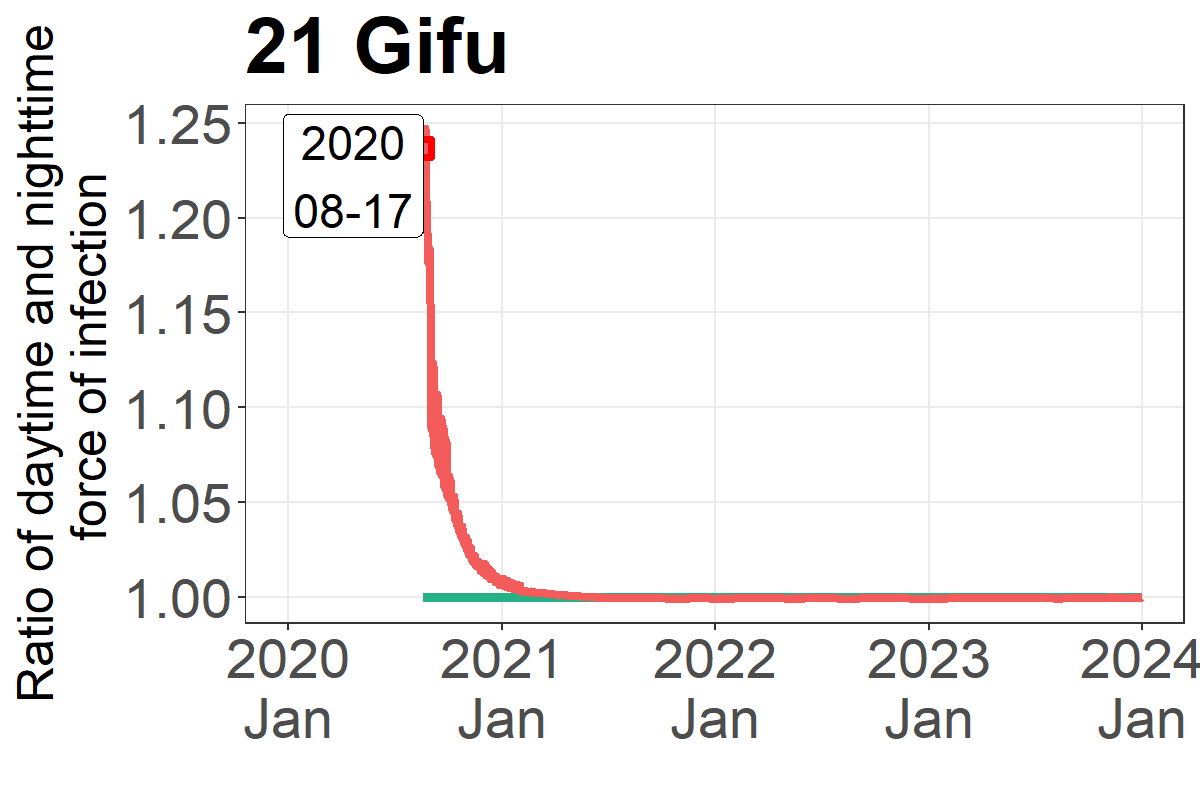 21 Gifu
Ratio of daytime and nighttime
force of infection
1.25
1.20
1.15
1.10
1.05
1.00
2020
08-17
2020
Jan
2021
Jan
2022
Jan
2023
Jan
2024
Jan